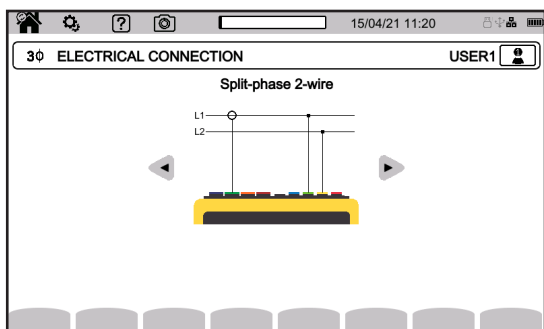 ?
15/04/21 11:20
3Φ ELECTRICAL CONNECTION USER1
Split-phase 2-wire
L1
L2